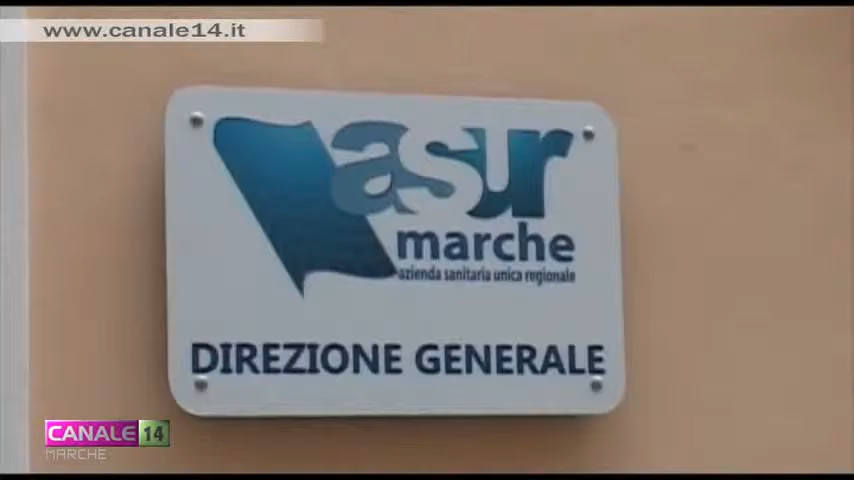 www.canale14.it
asur
marche
azienda sanitaria unica regionale
DIREZIONE GENERALE
CANALE 14
MARCHE